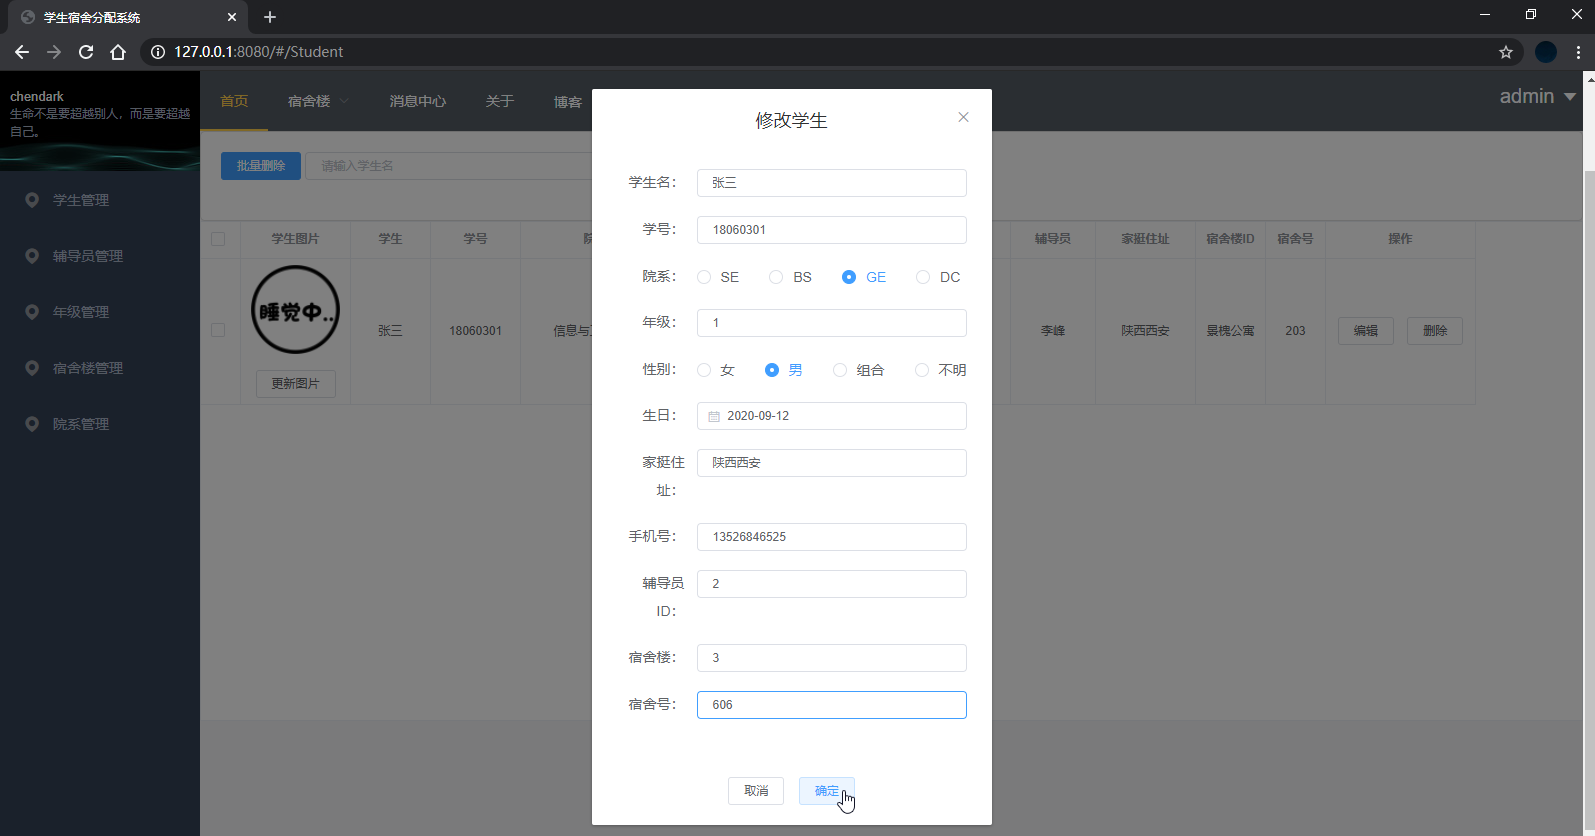 学生宿舍分配系统
127.0.0.1:8080/#/Student
chendark
生命不是要超越别人，而是要超越
自己。
首页
宿舍楼
消息中心
关于
博客
admin
学生管理
辅导员管理
年级管理
宿舍楼管理
院系管理
批量删除
请输入学生名
学生图片
学生
学号
辅导员
家挺住址
宿舍楼ID
宿舍号
操作
睡觉中..
更新图片
张三
18060301
信息与
李峰
陕西西安
景槐公寓
203
编辑
删除
修改学生
学生名：
张三
学号：
18060301
院系：
SE
BS
GE
DC
年级：
1
性别：
女
男
组合
不明
生日：
2020-09-12
家挺住
址：
陕西西安
手机号：
13526846525
辅导员
ID：
2
宿舍楼：
3
宿舍号：
606
取消
确定